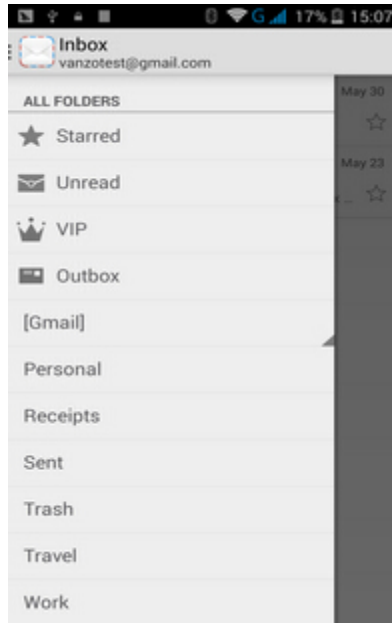 G 17% 15:07
Inbox
vanzotest@gmail.com
ALL FOLDERS
May 30
Starred
May 23
Unread
VIP
Outbox
[Gmail]
Personal
Receipts
Sent
Trash
Travel
Work